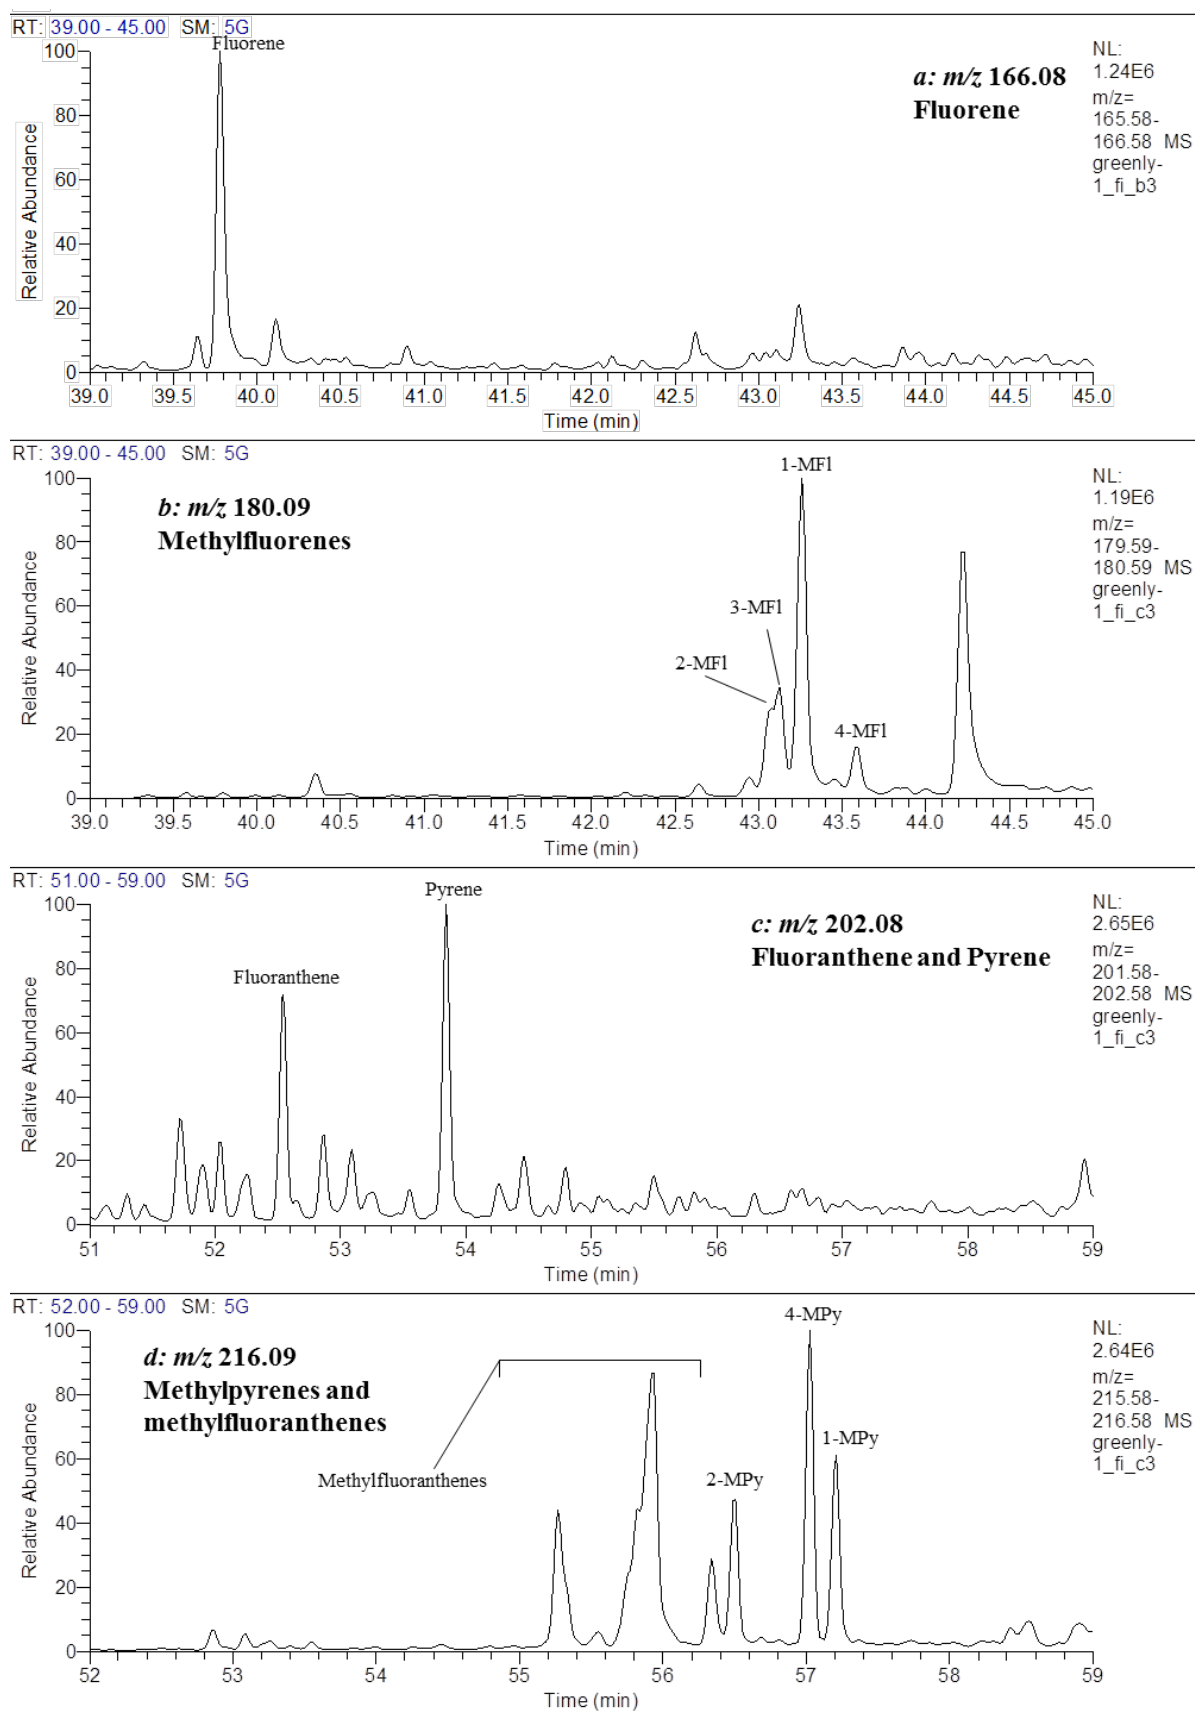 RT: 39.00 - 45.00 SM: 5G
Fluorene
a: m/z 166.08
Fluorene
NL:
1.24E6
m/z=
165.58-
166.58 MS
greenly-
1_fi_b3
100
80
60
40
20
0
Relative Abundance
39.0 39.5 40.0 40.5 41.0 41.5 42.0 42.5 43.0 43.5 44.0 44.5 45.0
Time (min)
RT: 39.00 - 45.00 SM: 5G
b: m/z 180.09
Methylfluorenes
1-MFl
3-MFl
2-MFl
4-MFl
NL:
1.19E6
m/z=
179.59-
180.59 MS
greenly-
1_fi_c3
100
80
60
40
20
0
Relative Abundance
39.0 39.5 40.0 40.5 41.0 41.5 42.0 42.5 43.0 43.5 44.0 44.5 45.0
Time (min)
RT: 51.00 - 59.00 SM: 5G
Pyrene
Fluoranthene
c: m/z 202.08
Fluoranthene and Pyrene
NL:
2.65E6
m/z=
201.58-
202.58 MS
greenly-
1_fi_c3
100
80
60
40
20
0
Relative Abundance
51 52 53 54 55 56 57 58 59
Time (min)
RT: 52.00 - 59.00 SM: 5G
d: m/z 216.09
Methylpyrenes and
methylfluoranthenes
Methylfluoranthenes
4-MPy
1-MPy
2-MPy
NL:
2.64E6
m/z=
215.58-
216.58 MS
greenly-
1_fi_c3
100
80
60
40
20
0
Relative Abundance
52 53 54 55 56 57 58 59
Time (min)